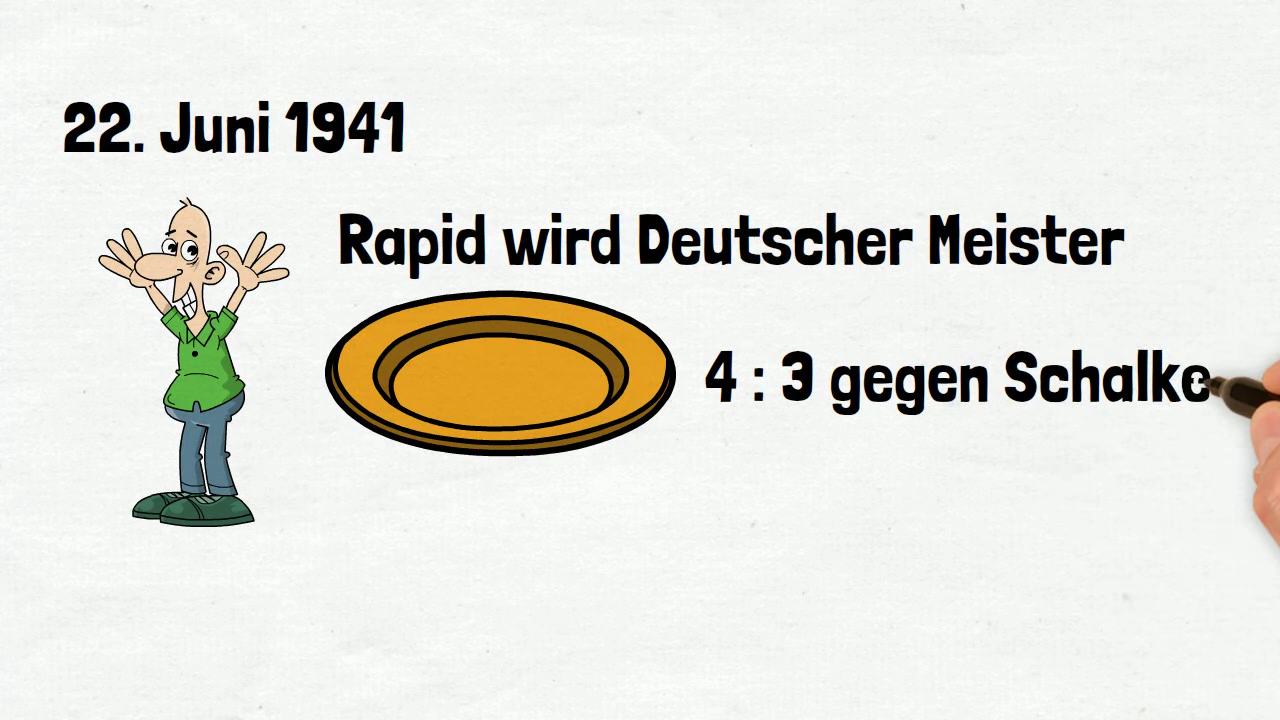 22. Juni 1941
Rapid wird Deutscher Meister
4 : 3 gegen Schalke